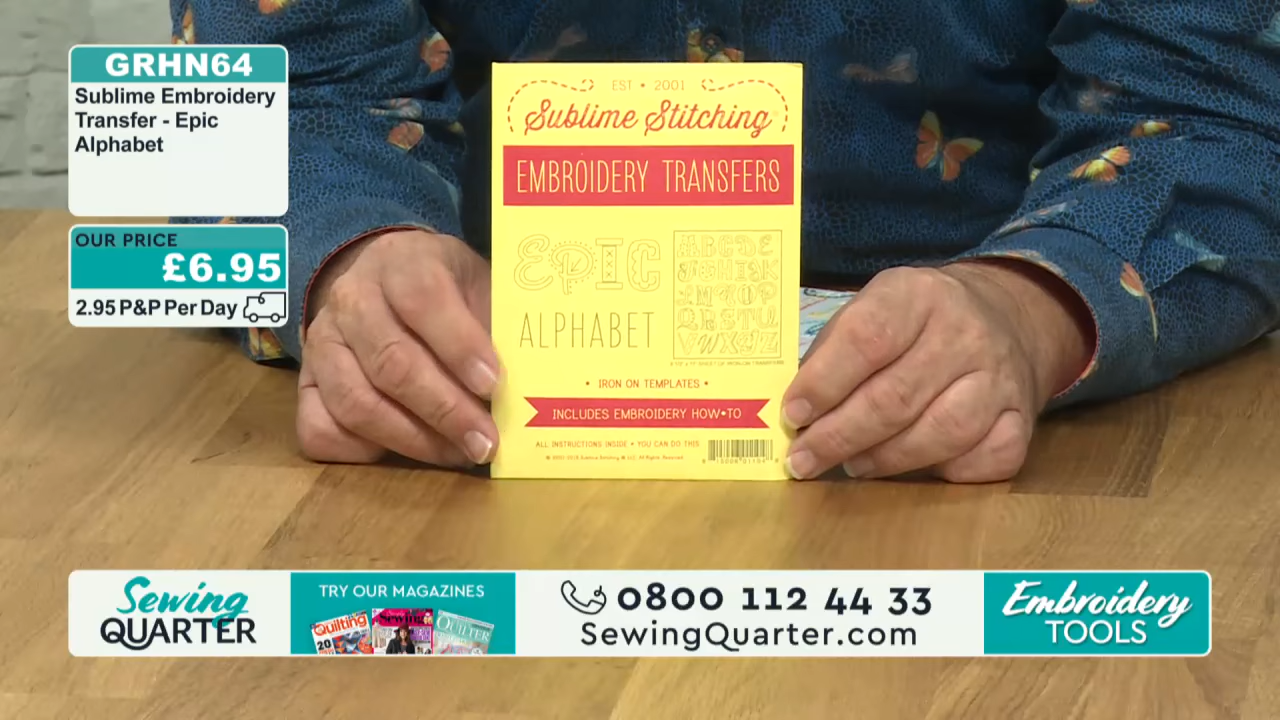 GRHN64
Sublime Embroidery
Transfer - Epic
Alphabet
OUR PRICE
£6.95
2.95 P&P Per Day
EST • 2001
Sublime Stitching
EMBROIDERY TRANSFERS
EPIC
ALPHABET
ABCDE
FGHIJK
LMNOP
QRSTU
VWXYZ
• IRON ON TEMPLATES •
INCLUDES EMBROIDERY HOW•TO
ALL INSTRUCTIONS INSIDE • YOU CAN DO THIS
Sewing
QUARTER
TRY OUR MAGAZINES
Quilting
20
Sewing
QUILTER
0800 112 44 33
SewingQuarter.com
Embroidery
TOOLS